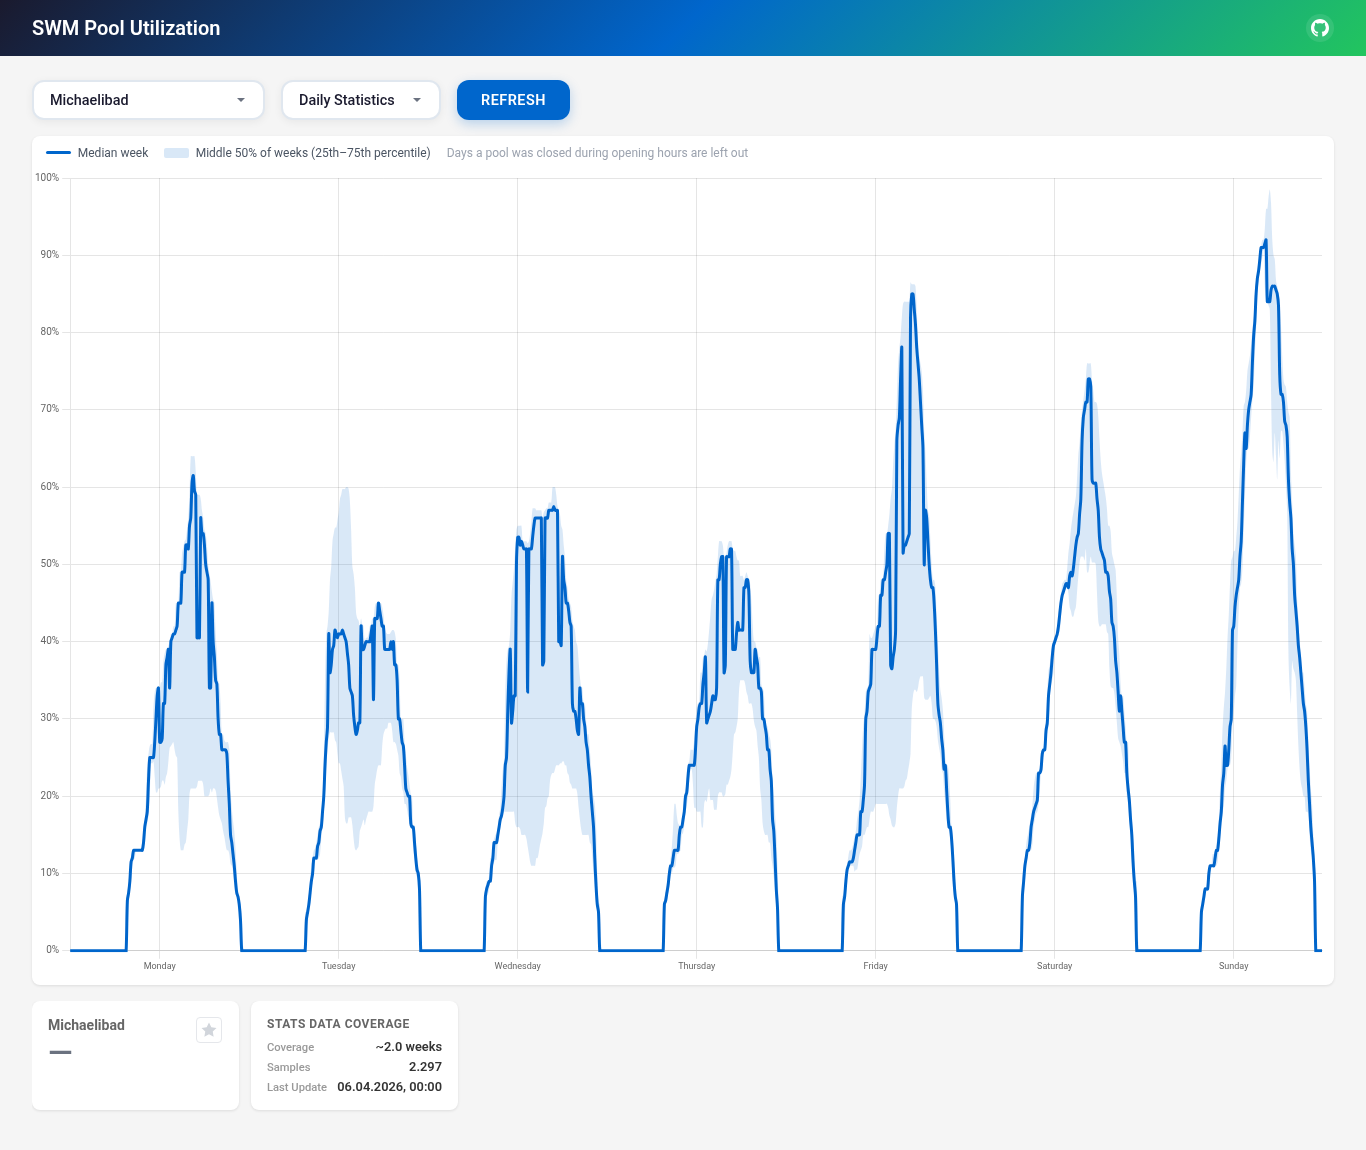 SWM Pool Utilization
Michaelibad
Daily Statistics
REFRESH
Median week
Middle 50% of weeks (25th–75th percentile)
Days a pool was closed during opening hours are left out
100%
90%
80%
70%
60%
50%
40%
30%
20%
10%
0%
Monday
Tuesday
Wednesday
Thursday
Friday
Saturday
Sunday
Michaelibad
—
STATS DATA COVERAGE
Coverage ~2.0 weeks
Samples 2.297
Last Update 06.04.2026, 00:00